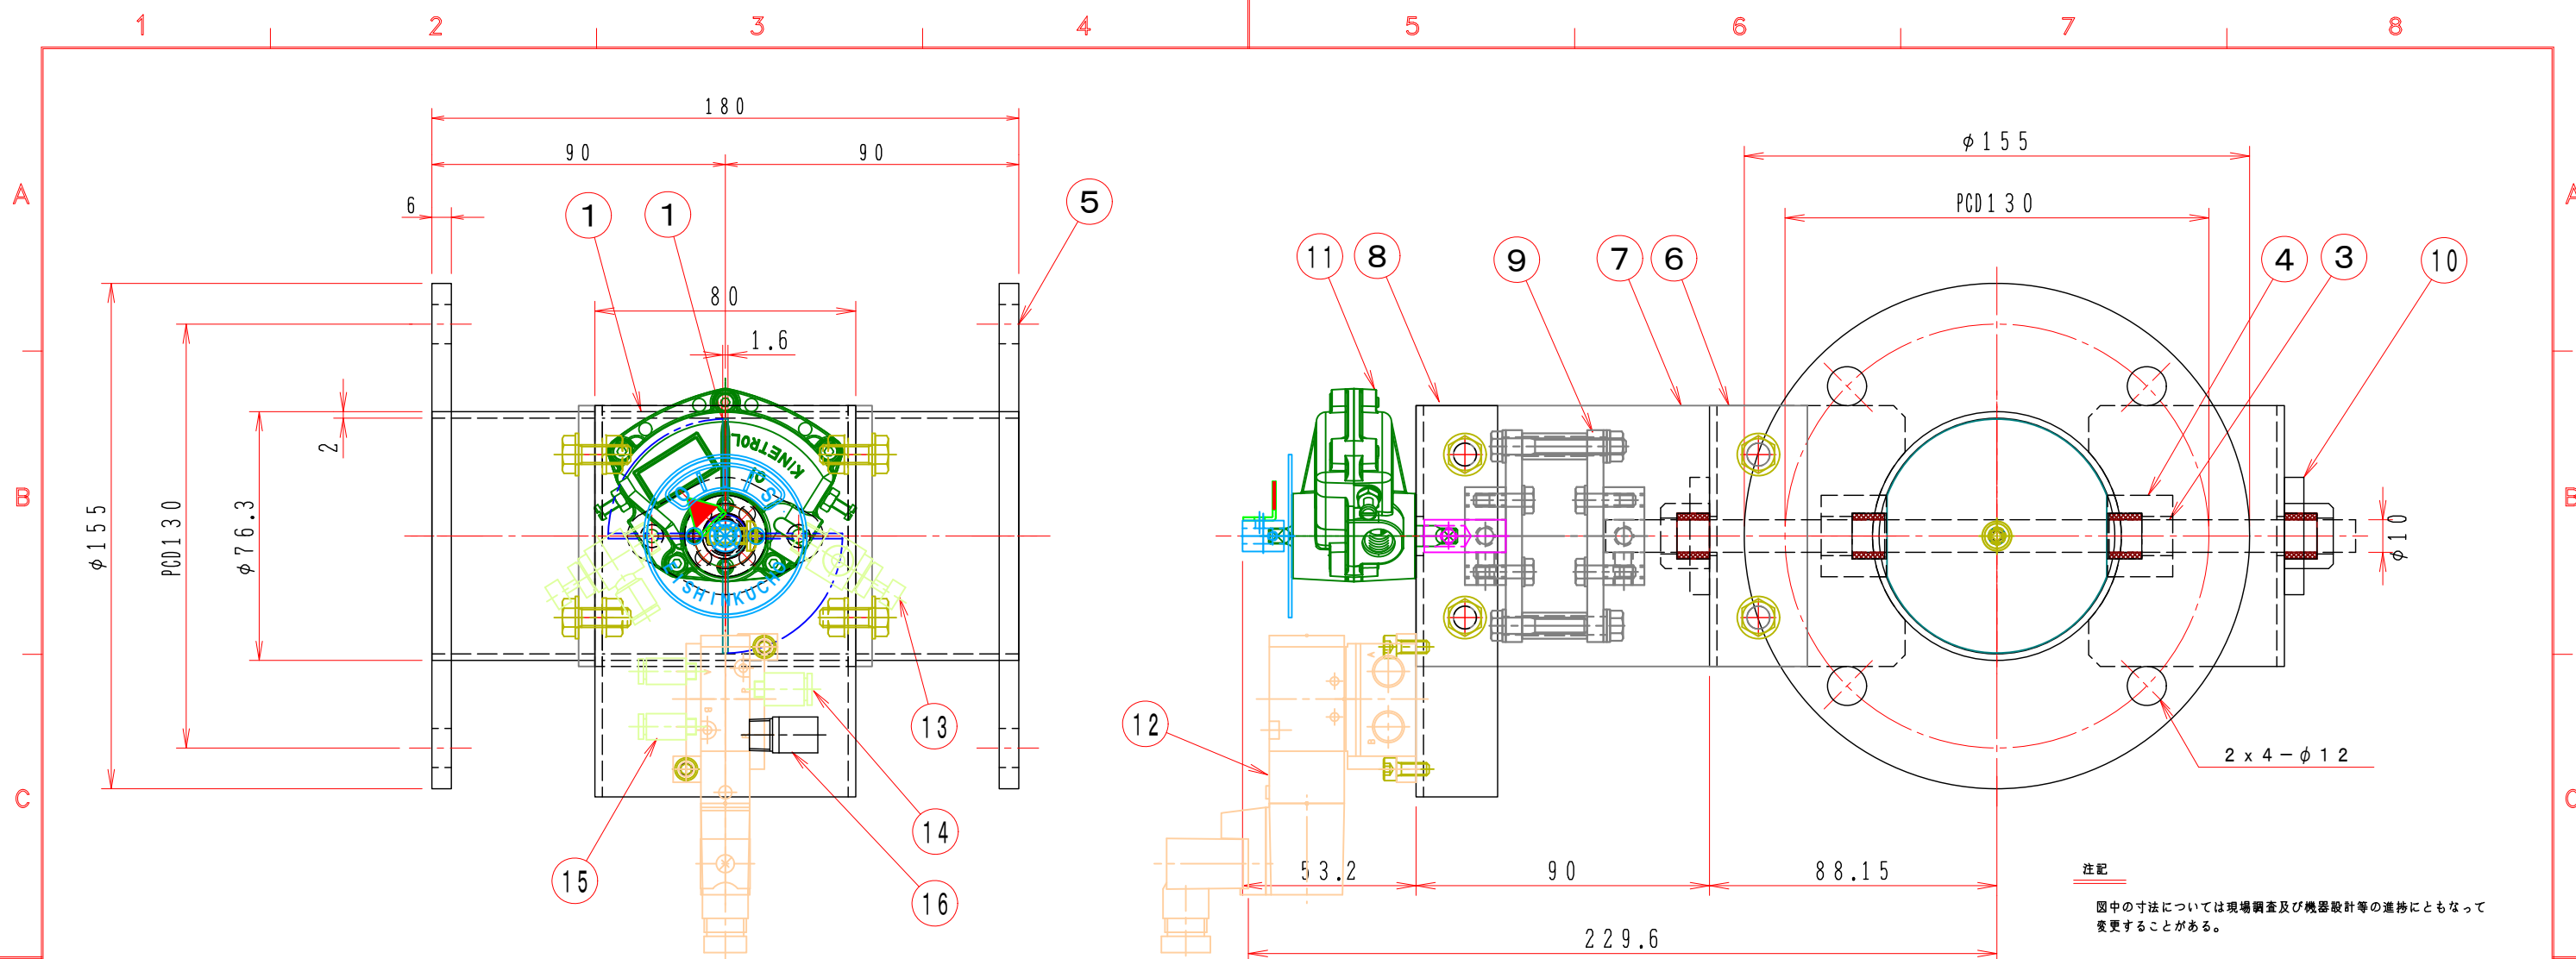 1 2 3 4 5 6 7 8
A A
B B
C C
180
90 90
6
80
1.6
2
φ155
PCD130
φ76.3
1 1 5
KINETROL
13
14
15
16
φ155
PCD130
11 8 9 7 6 4 3 10
φ10
12
2x4-φ12
53.2 90 88.15
229.6
注記
図中の寸法については現場調査及び機器設計等の進捗にともなって
変更することがある。